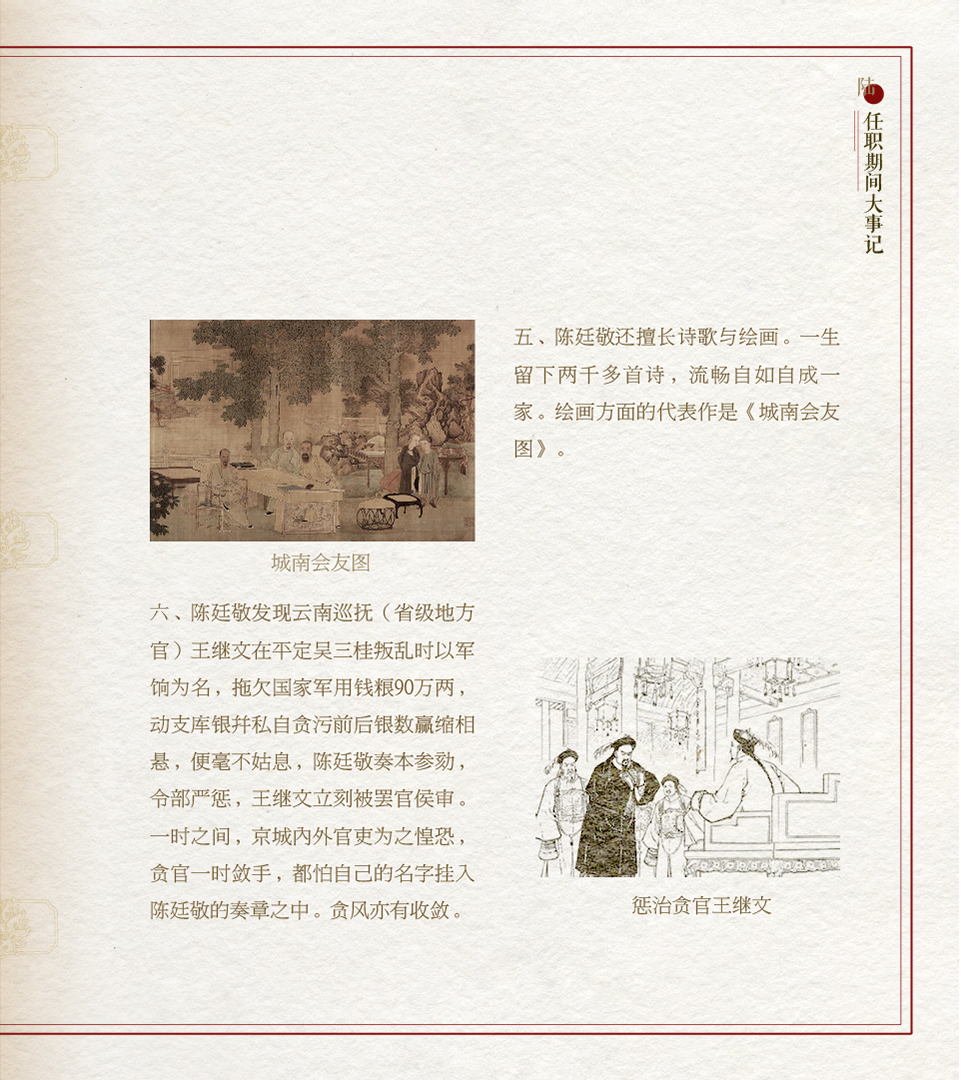 陆
任职期间大事记
五、陈廷敬还擅长诗歌与绘画。一生
留下两千多首诗，流畅自如自成一
家。绘画方面的代表作是《城南会友
图》。
城南会友图
六、陈廷敬发现云南巡抚（省级地方
官）王继文在平定吴三桂叛乱时以军
饷为名，拖欠国家军用钱粮90万两，
动支库银幷私自贪污前后银数赢缩相
悬，便毫不姑息，陈廷敬奏本参劾，
令部严惩，王继文立刻被罢官侯审。
一时之间，京城内外官吏为之惶恐，
贪官一时敛手，都怕自己的名字挂入
陈廷敬的奏章之中。贪风亦有收敛。
惩治贪官王继文